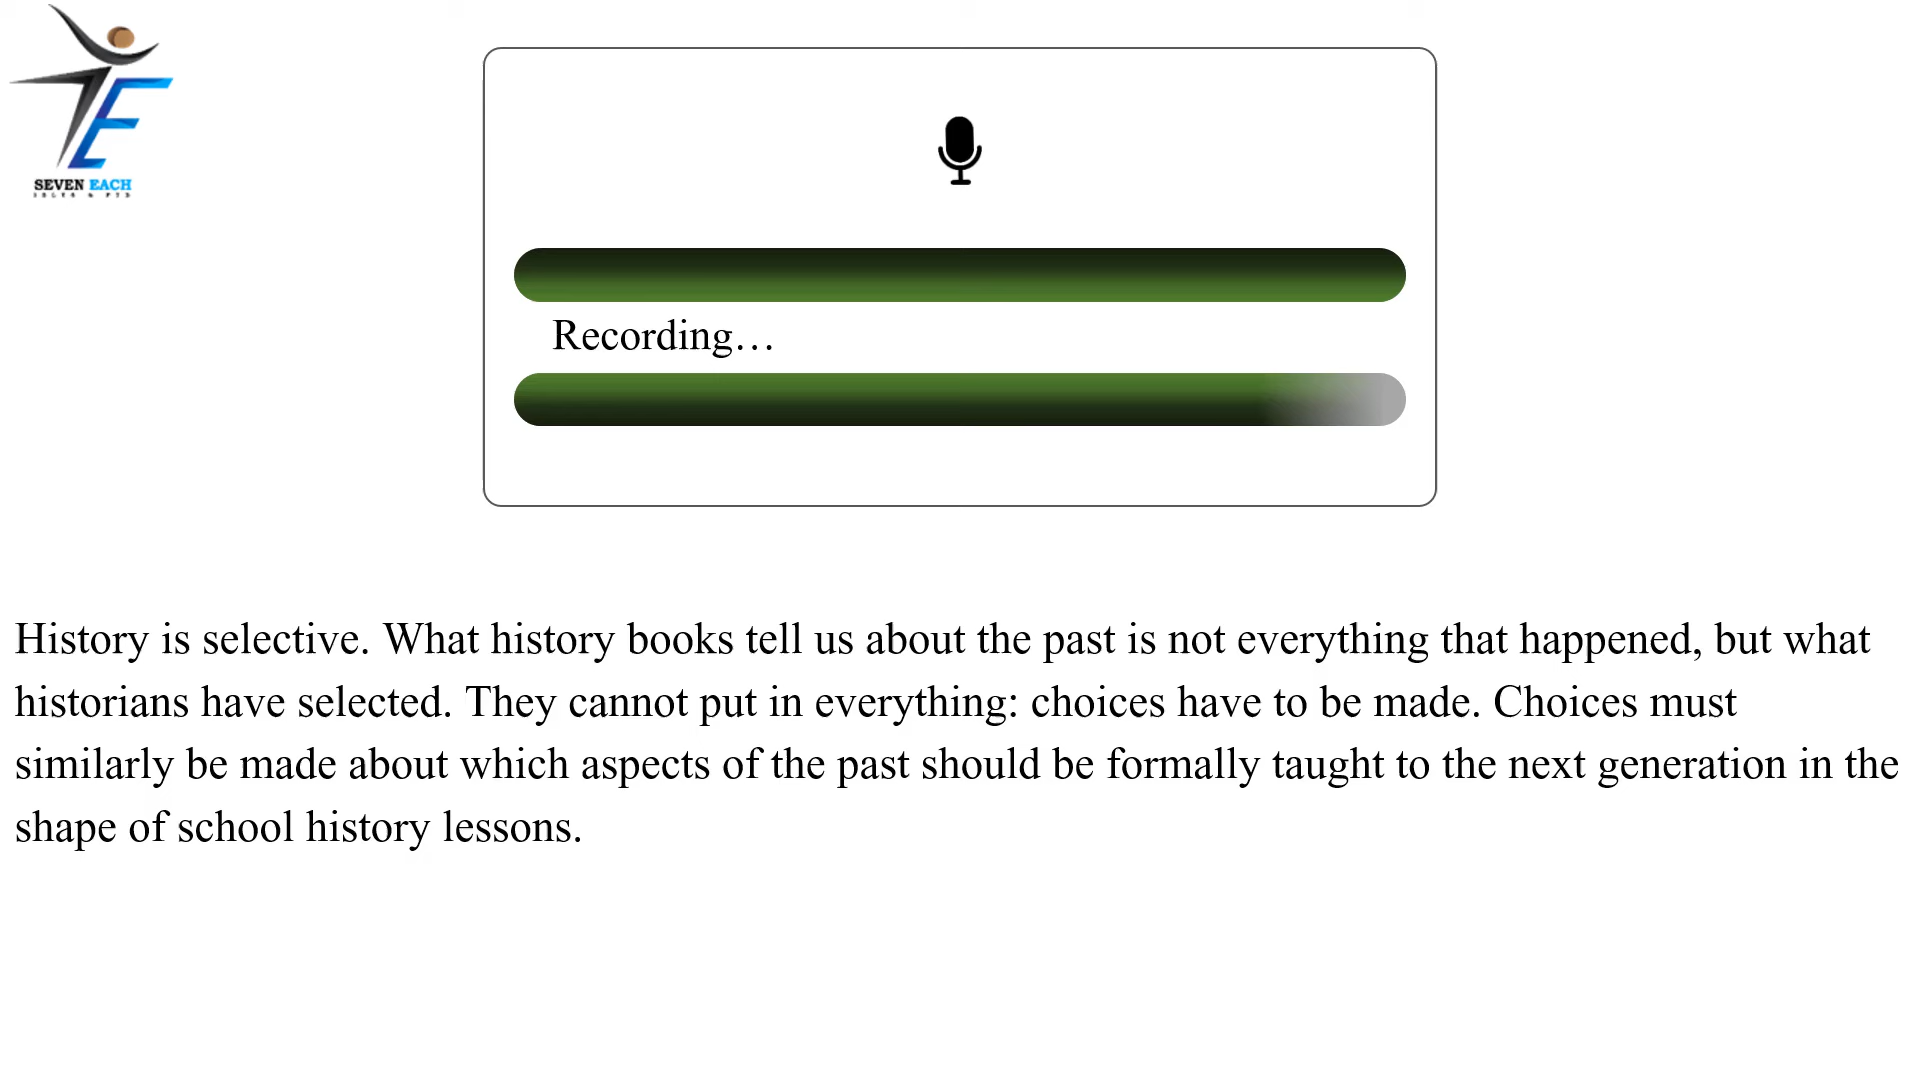 SEVEN EACH
IELTS & PTE
Recording…
History is selective. What history books tell us about the past is not everything that happened, but what
historians have selected. They cannot put in everything: choices have to be made. Choices must
similarly be made about which aspects of the past should be formally taught to the next generation in the
shape of school history lessons.